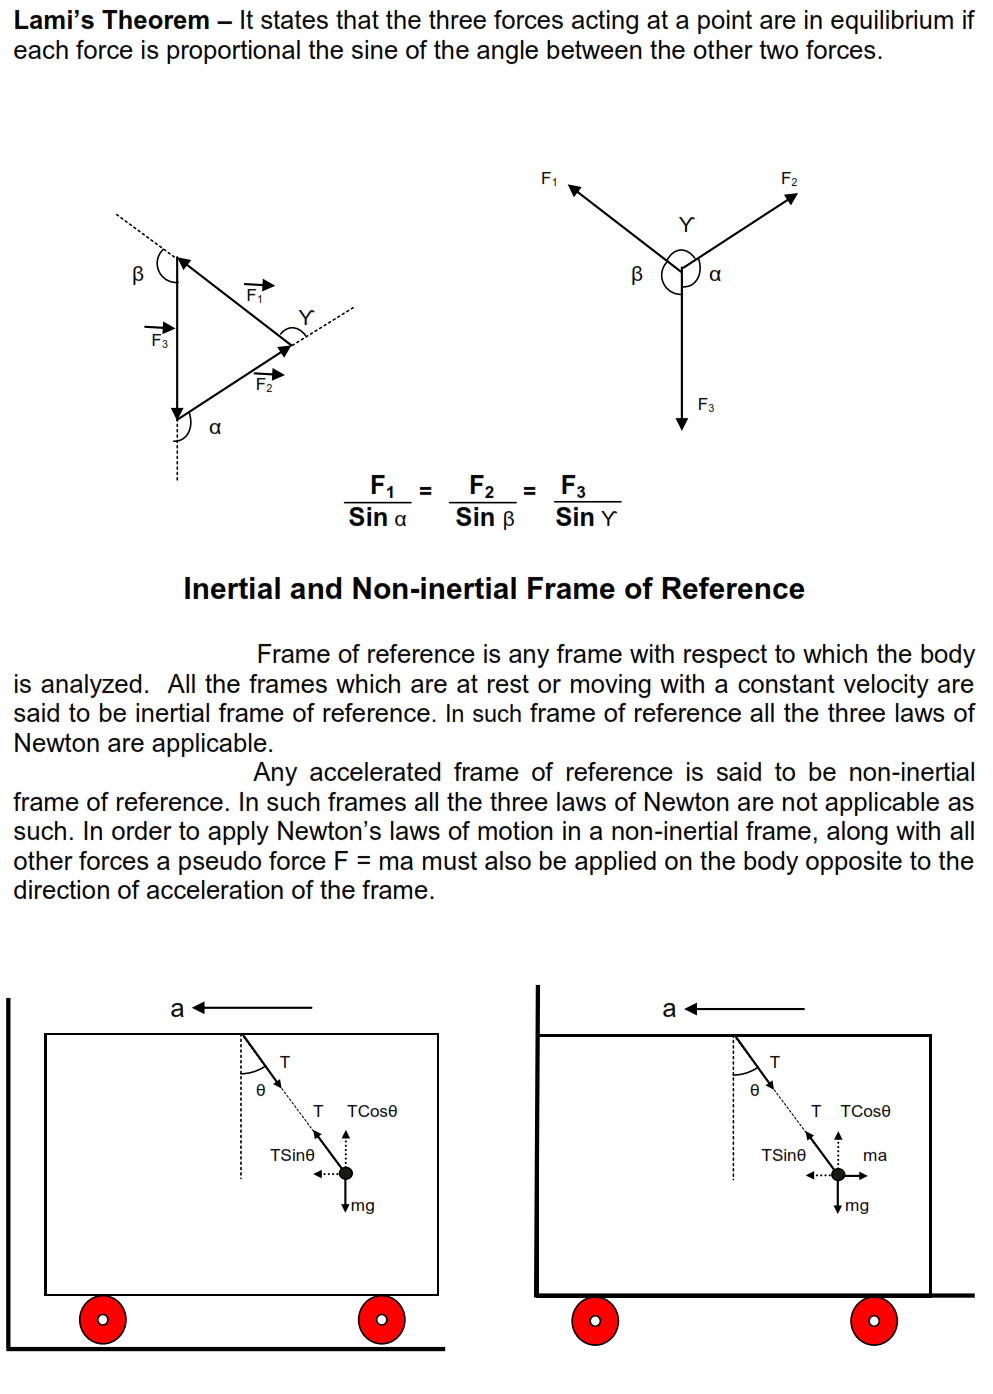 Lami's Theorem – It states that the three forces acting at a point are in equilibrium if
each force is proportional the sine of the angle between the other two forces.
F₁
F₂
ϒ
β
α
F₃
β
F₁
ϒ
F₃
F₂
α
F₁ = F₂ = F₃
Sin α Sin β Sin ϒ
Inertial and Non-inertial Frame of Reference
Frame of reference is any frame with respect to which the body
is analyzed. All the frames which are at rest or moving with a constant velocity are
said to be inertial frame of reference. In such frame of reference all the three laws of
Newton are applicable.
Any accelerated frame of reference is said to be non-inertial
frame of reference. In such frames all the three laws of Newton are not applicable as
such. In order to apply Newton's laws of motion in a non-inertial frame, along with all
other forces a pseudo force F = ma must also be applied on the body opposite to the
direction of acceleration of the frame.
a
T
θ
T TCosθ
TSinθ
mg
a
T
θ
T TCosθ
TSinθ ma
mg